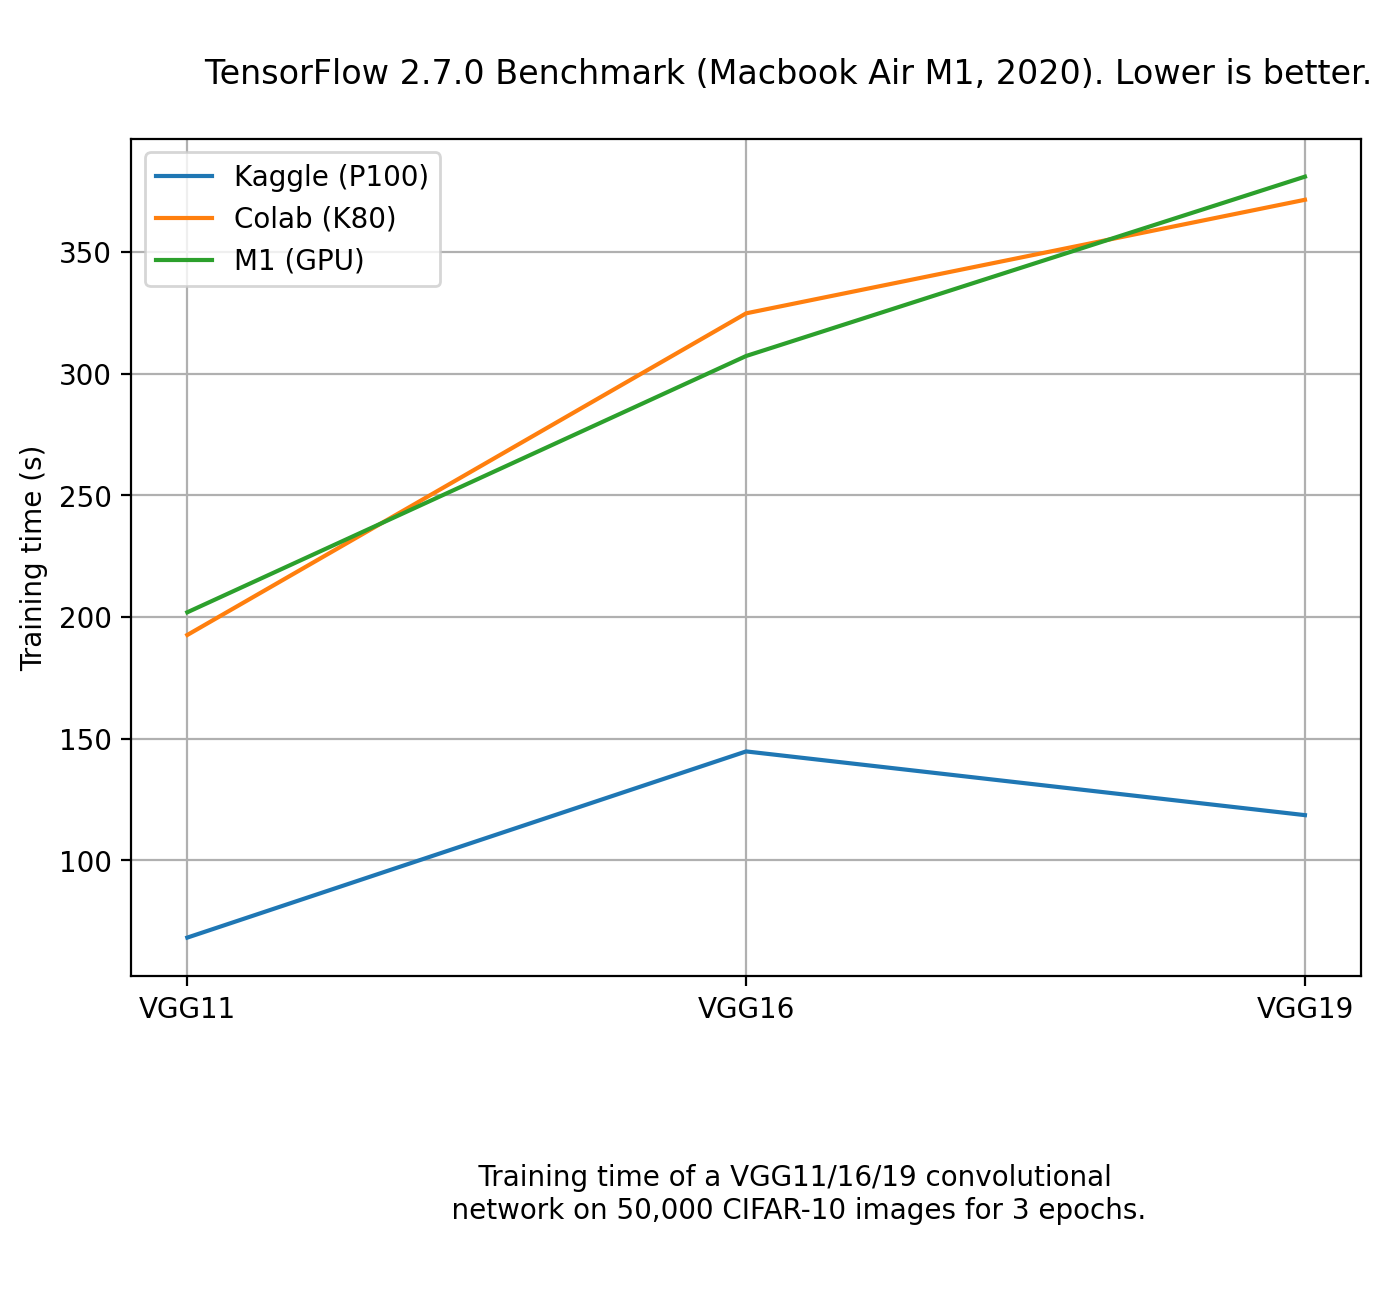 TensorFlow 2.7.0 Benchmark (Macbook Air M1, 2020). Lower is better.
Kaggle (P100)
Colab (K80)
M1 (GPU)
Training time (s)
350
300
250
200
150
100
VGG11
VGG16
VGG19
Training time of a VGG11/16/19 convolutional
network on 50,000 CIFAR-10 images for 3 epochs.